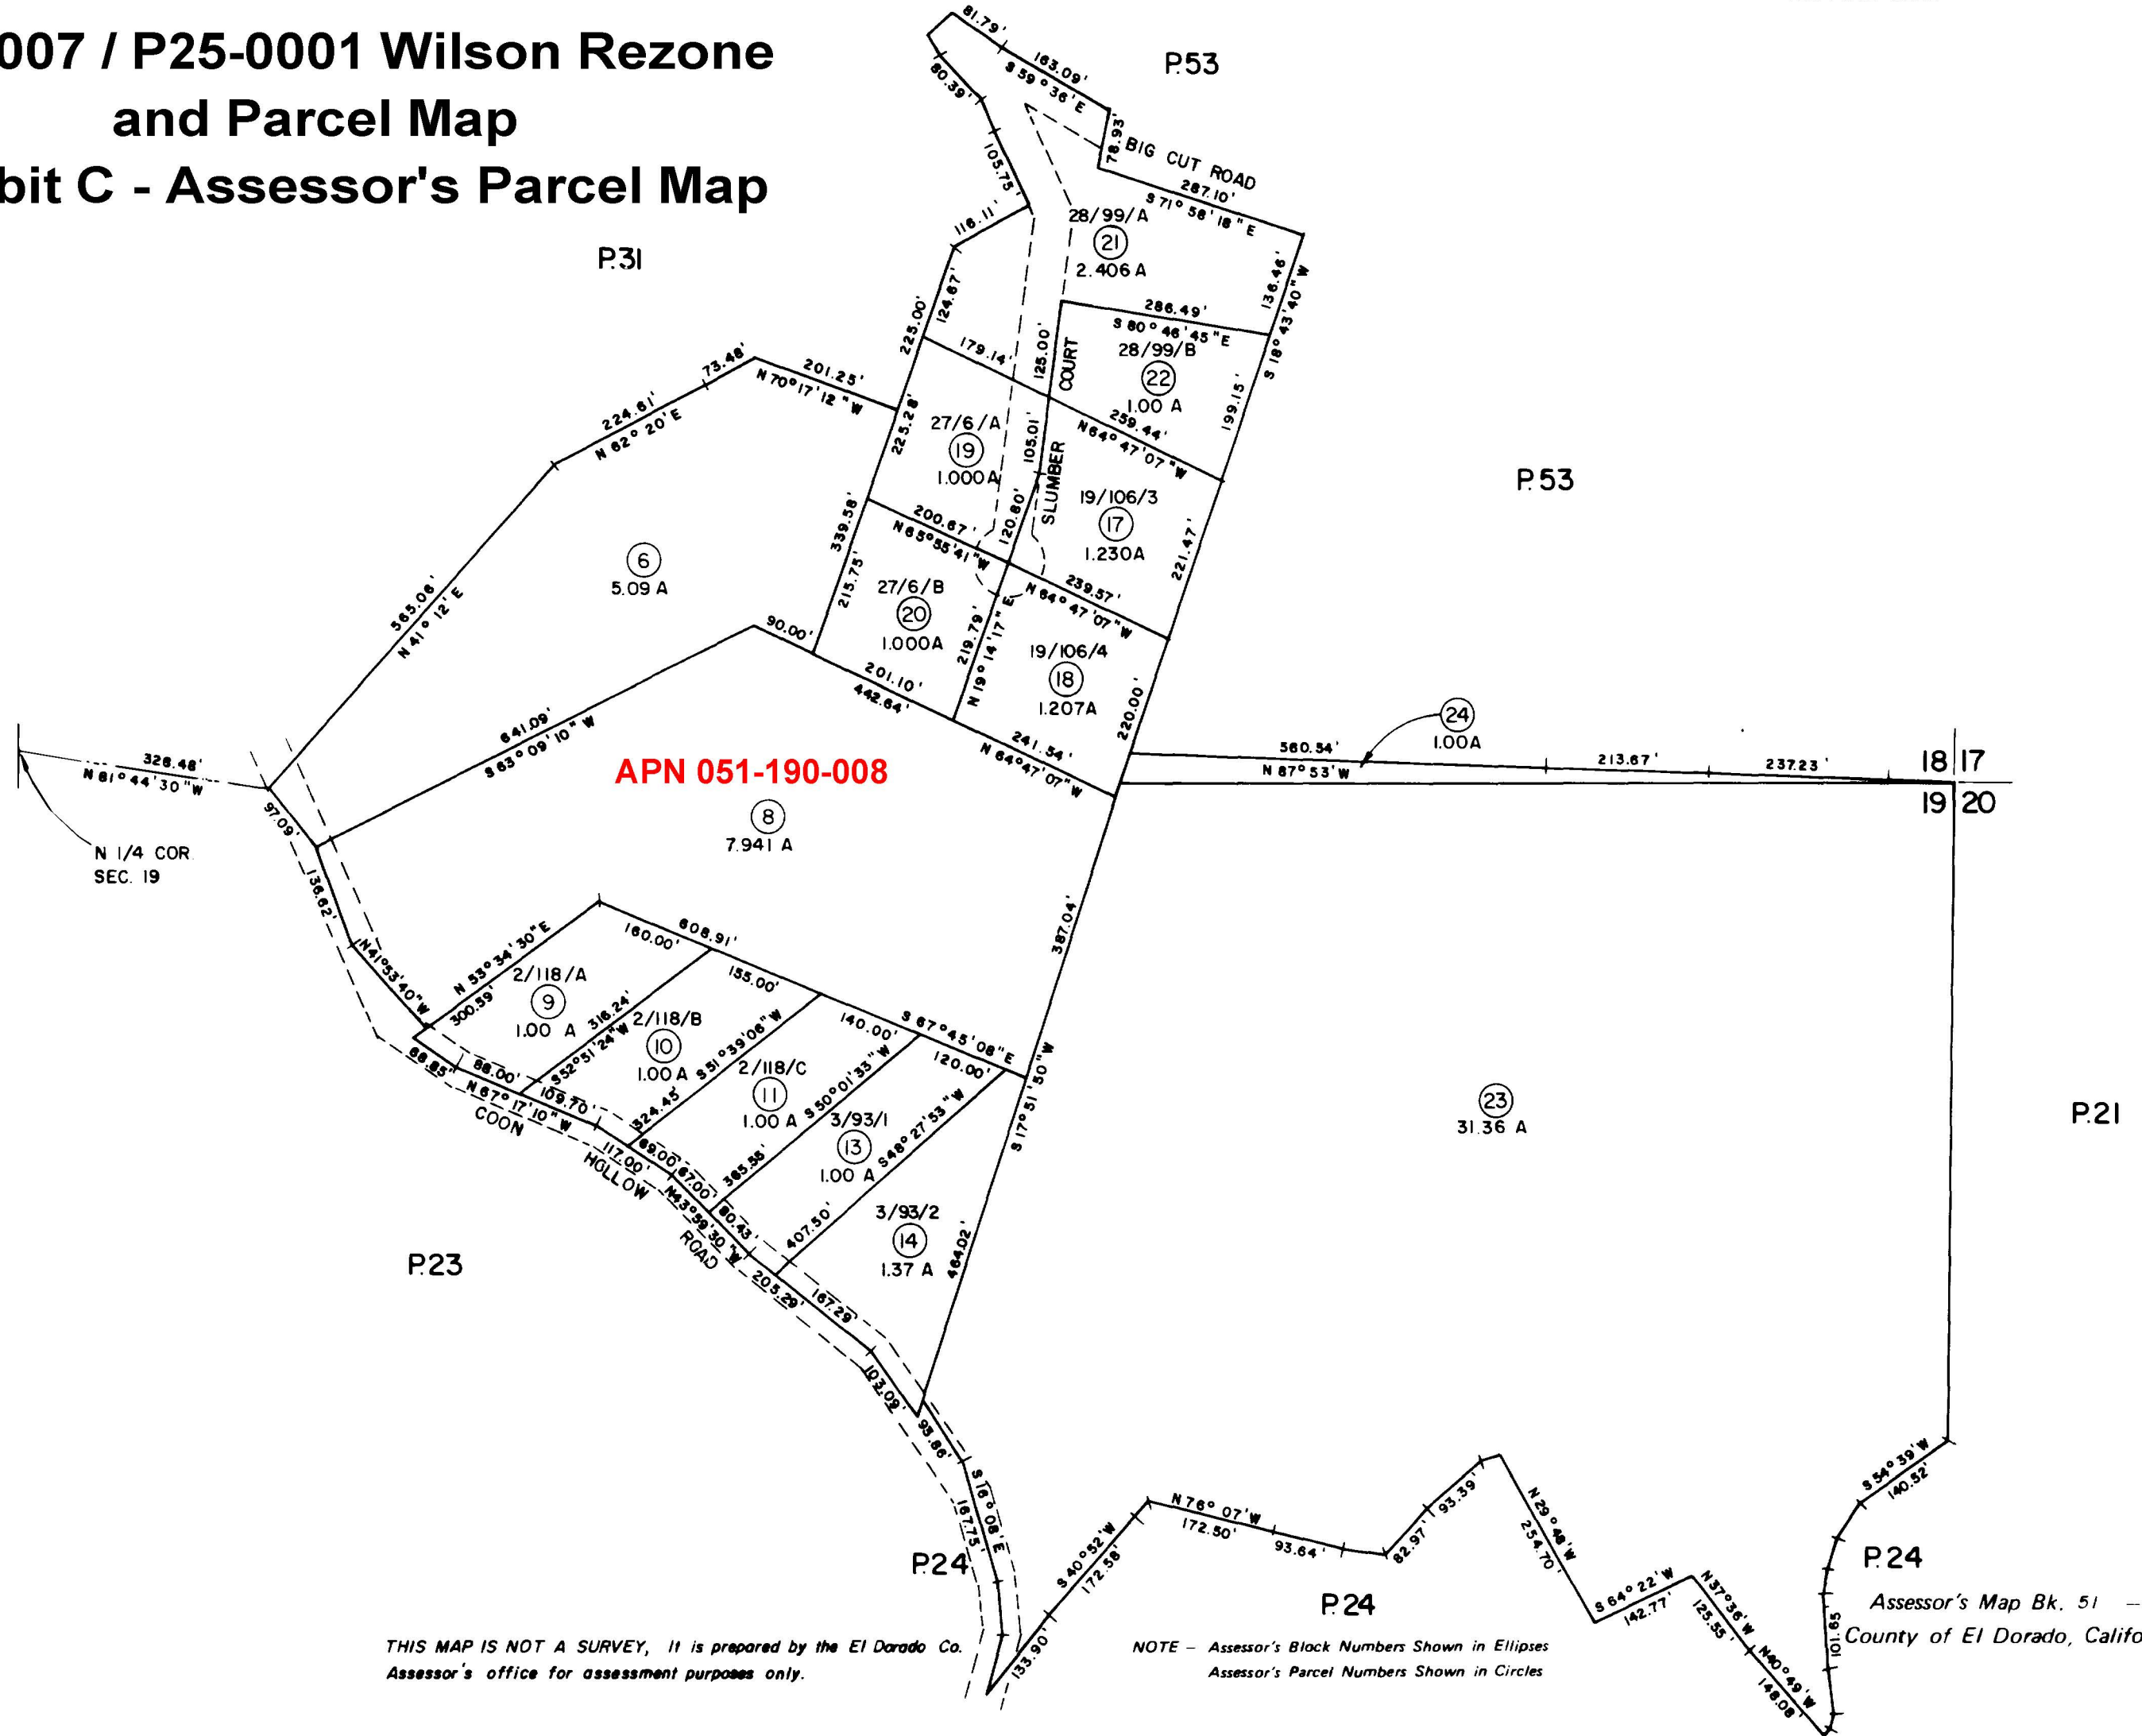 007 / P25-0001 Wilson Rezone
and Parcel Map
bit C - Assessor's Parcel Map
P.53
81.79'
163.09'
S 59° 36' E
80.39'
78.93'
BIG CUT ROAD
287.10'
S 71° 58' 18" E
105.75'
116.11'
28/99/A
21
2.406 A
136.46'
S 18° 43' 40" W
P.31
124.67'
225.00'
286.49'
S 80° 46' 45" E
28/99/B
22
1.00 A
125.00'
COURT
179.14'
199.15'
259.44'
N 64° 47' 07" W
73.48'
201.25'
N 70° 17' 12" W
224.61'
N 62° 20' E
225.28'
27/6/A
19
1.000 A
105.01'
SLUMBER
19/106/3
17
1.230 A
P.53
120.80'
200.67'
N 65° 55' 41" W
339.58'
215.75'
221.47'
239.57'
N 64° 47' 07" W
6
5.09 A
565.06'
N 41° 12' E
27/6/B
20
1.000 A
219.79'
N 19° 14' 17" E
19/106/4
18
1.207 A
90.00'
201.10'
442.64'
220.00'
241.54'
N 64° 47' 07" W
24
1.00 A
560.54'
N 87° 53' W
213.67'
237.23'
18 17
19 20
641.09'
S 63° 09' 10" W
326.48'
N 81° 44' 30" W
N 1/4 COR.
SEC. 19
97.09'
APN 051-190-008
8
7.941 A
136.62'
N 41° 53' 40" W
387.04'
608.91'
160.00'
155.00'
140.00'
S 67° 45' 08" E
120.00'
N 53° 34' 30" E
300.59'
2/118/A
9
1.00 A
316.24'
S 52° 51' 24" W
2/118/B
10
1.00 A
S 51° 39' 06" W
324.45'
2/118/C
11
1.00 A
S 50° 01' 33" W
365.55'
3/93/1
13
1.00 A
S 48° 27' 53" W
407.50'
3/93/2
14
1.37 A
S 17° 51' 50" W
464.02'
23
31.36 A
P.21
68.85'
88.00'
N 67° 17' 10" W
109.70'
117.00'
69.00'
67.00'
N 43° 59' 30" W
80.43'
205.29'
167.29'
COON
HOLLOW
ROAD
P.23
103.09'
93.86'
S 16° 08' E
167.75'
P.24
133.90'
S 40° 52' W
172.58'
N 76° 07' W
172.50'
93.64'
82.97'
93.39'
N 29° 48' W
254.70'
S 64° 22' W
142.77'
N 37° 36' W
125.55'
N 40° 49' W
148.08'
101.65
S 54° 39' W
140.52'
P.24
P.24
Assessor's Map Bk. 51 –
County of El Dorado, Califo
THIS MAP IS NOT A SURVEY, It is prepared by the El Dorado Co.
Assessor's office for assessment purposes only.
NOTE – Assessor's Block Numbers Shown in Ellipses
Assessor's Parcel Numbers Shown in Circles